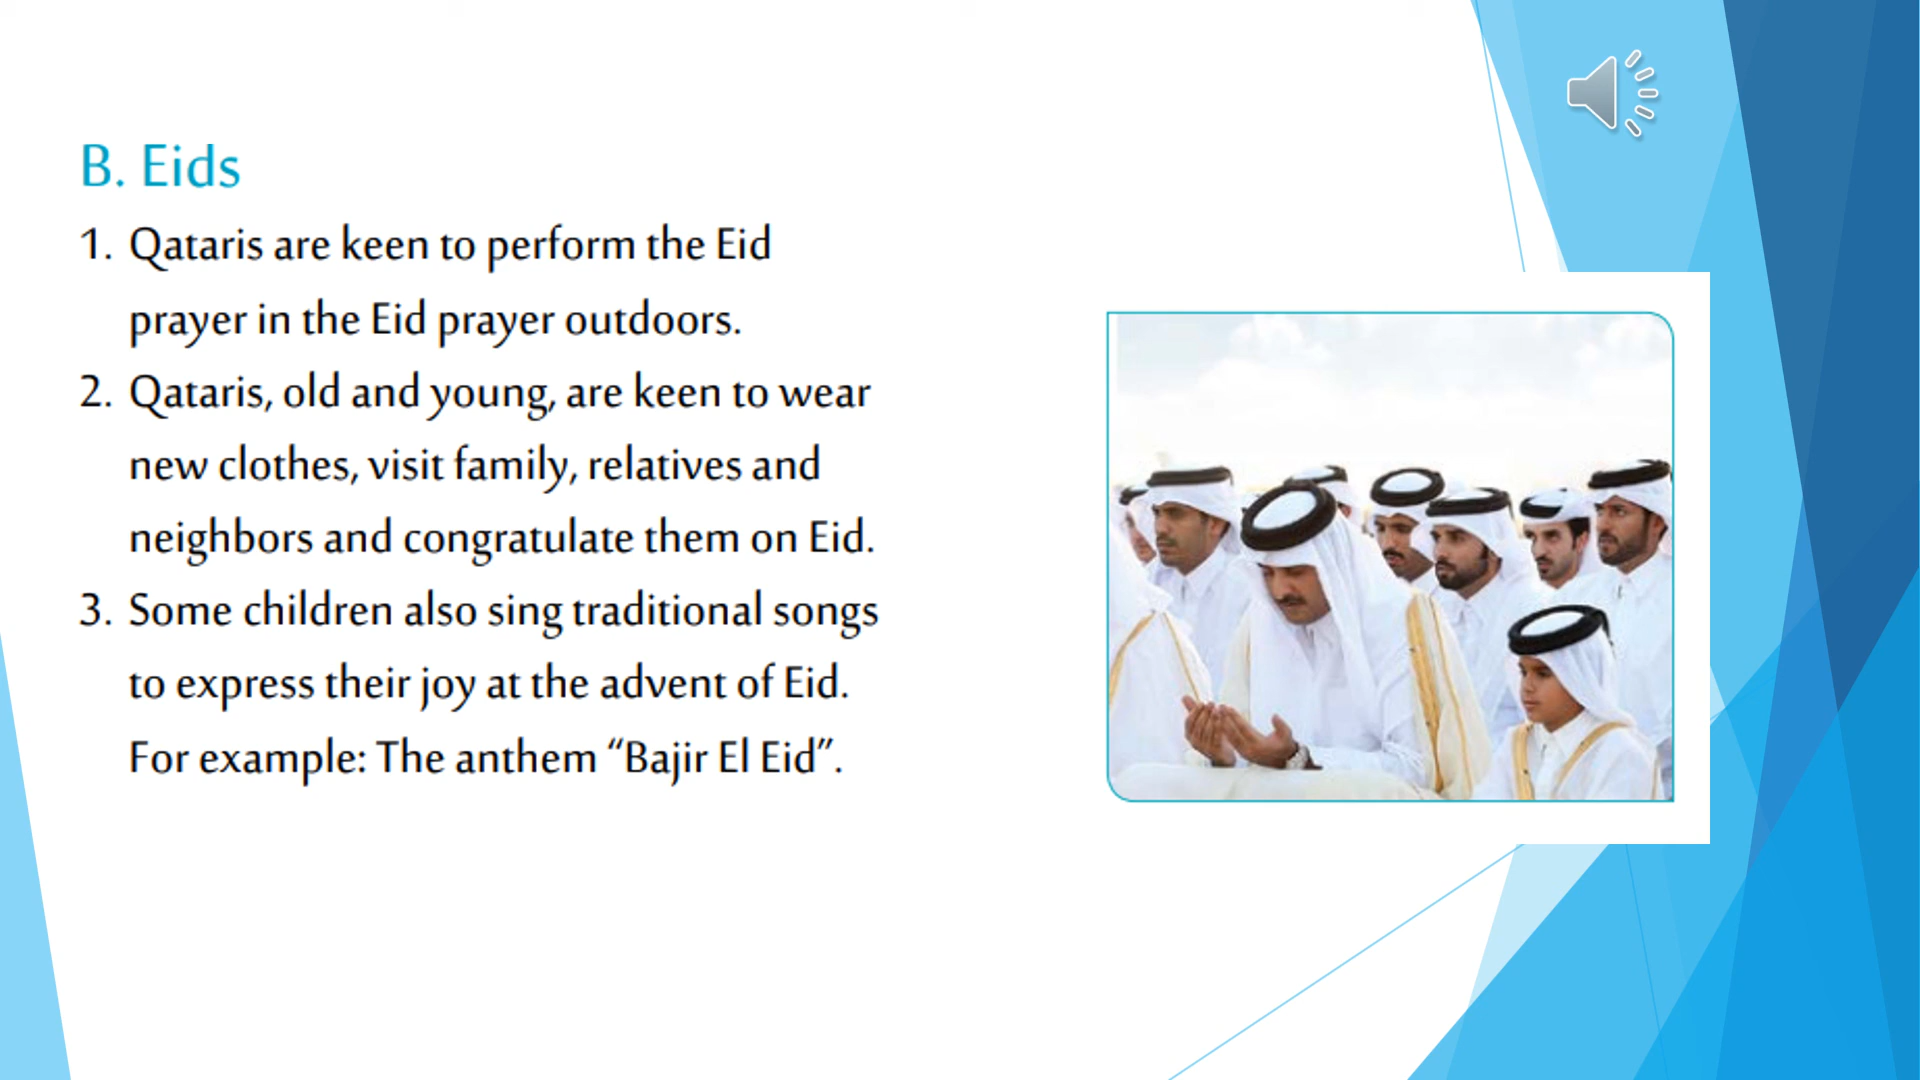 B. Eids
1. Qataris are keen to perform the Eid
prayer in the Eid prayer outdoors.
2. Qataris, old and young, are keen to wear
new clothes, visit family, relatives and
neighbors and congratulate them on Eid.
3. Some children also sing traditional songs
to express their joy at the advent of Eid.
For example: The anthem “Bajir El Eid”.